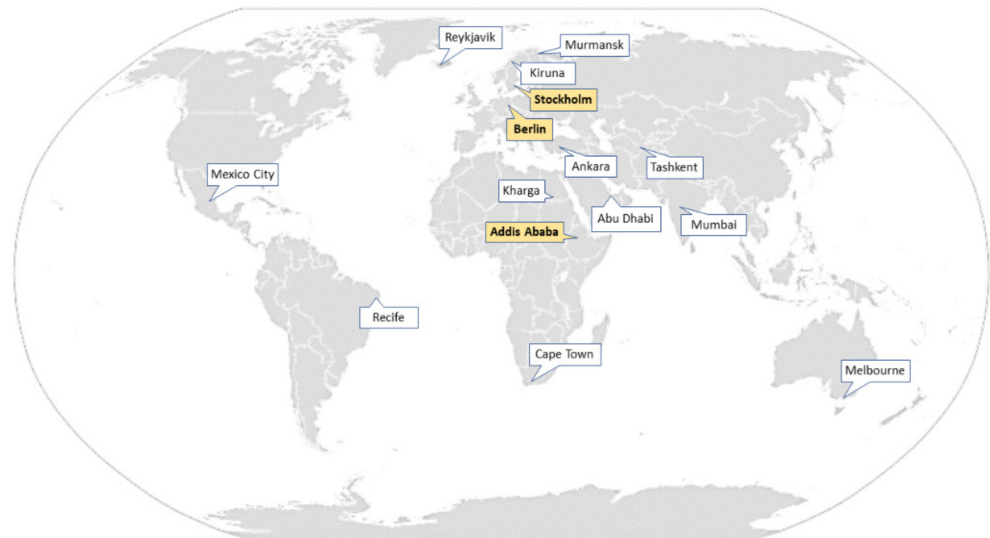 Reykjavik
Murmansk
Kiruna
Stockholm
Berlin
Ankara
Tashkent
Mexico City
Kharga
Abu Dhabi
Mumbai
Addis Ababa
Recife
Cape Town
Melbourne